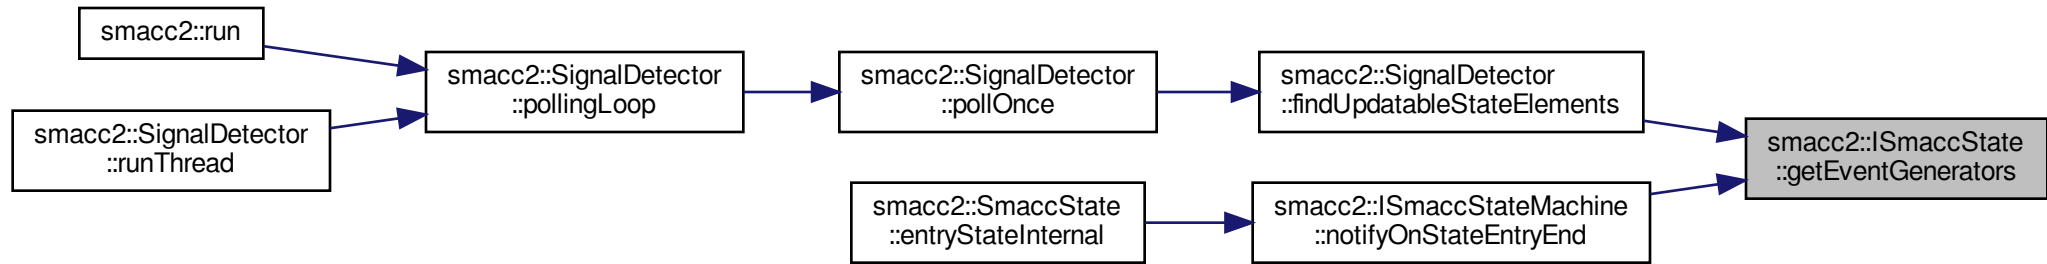 smacc2::run
smacc2::SignalDetector
::runThread
smacc2::SignalDetector
::pollingLoop
smacc2::SignalDetector
::pollOnce
smacc2::SignalDetector
::findUpdatableStateElements
smacc2::SmaccState
::entryStateInternal
smacc2::ISmaccStateMachine
::notifyOnStateEntryEnd
smacc2::ISmaccState
::getEventGenerators